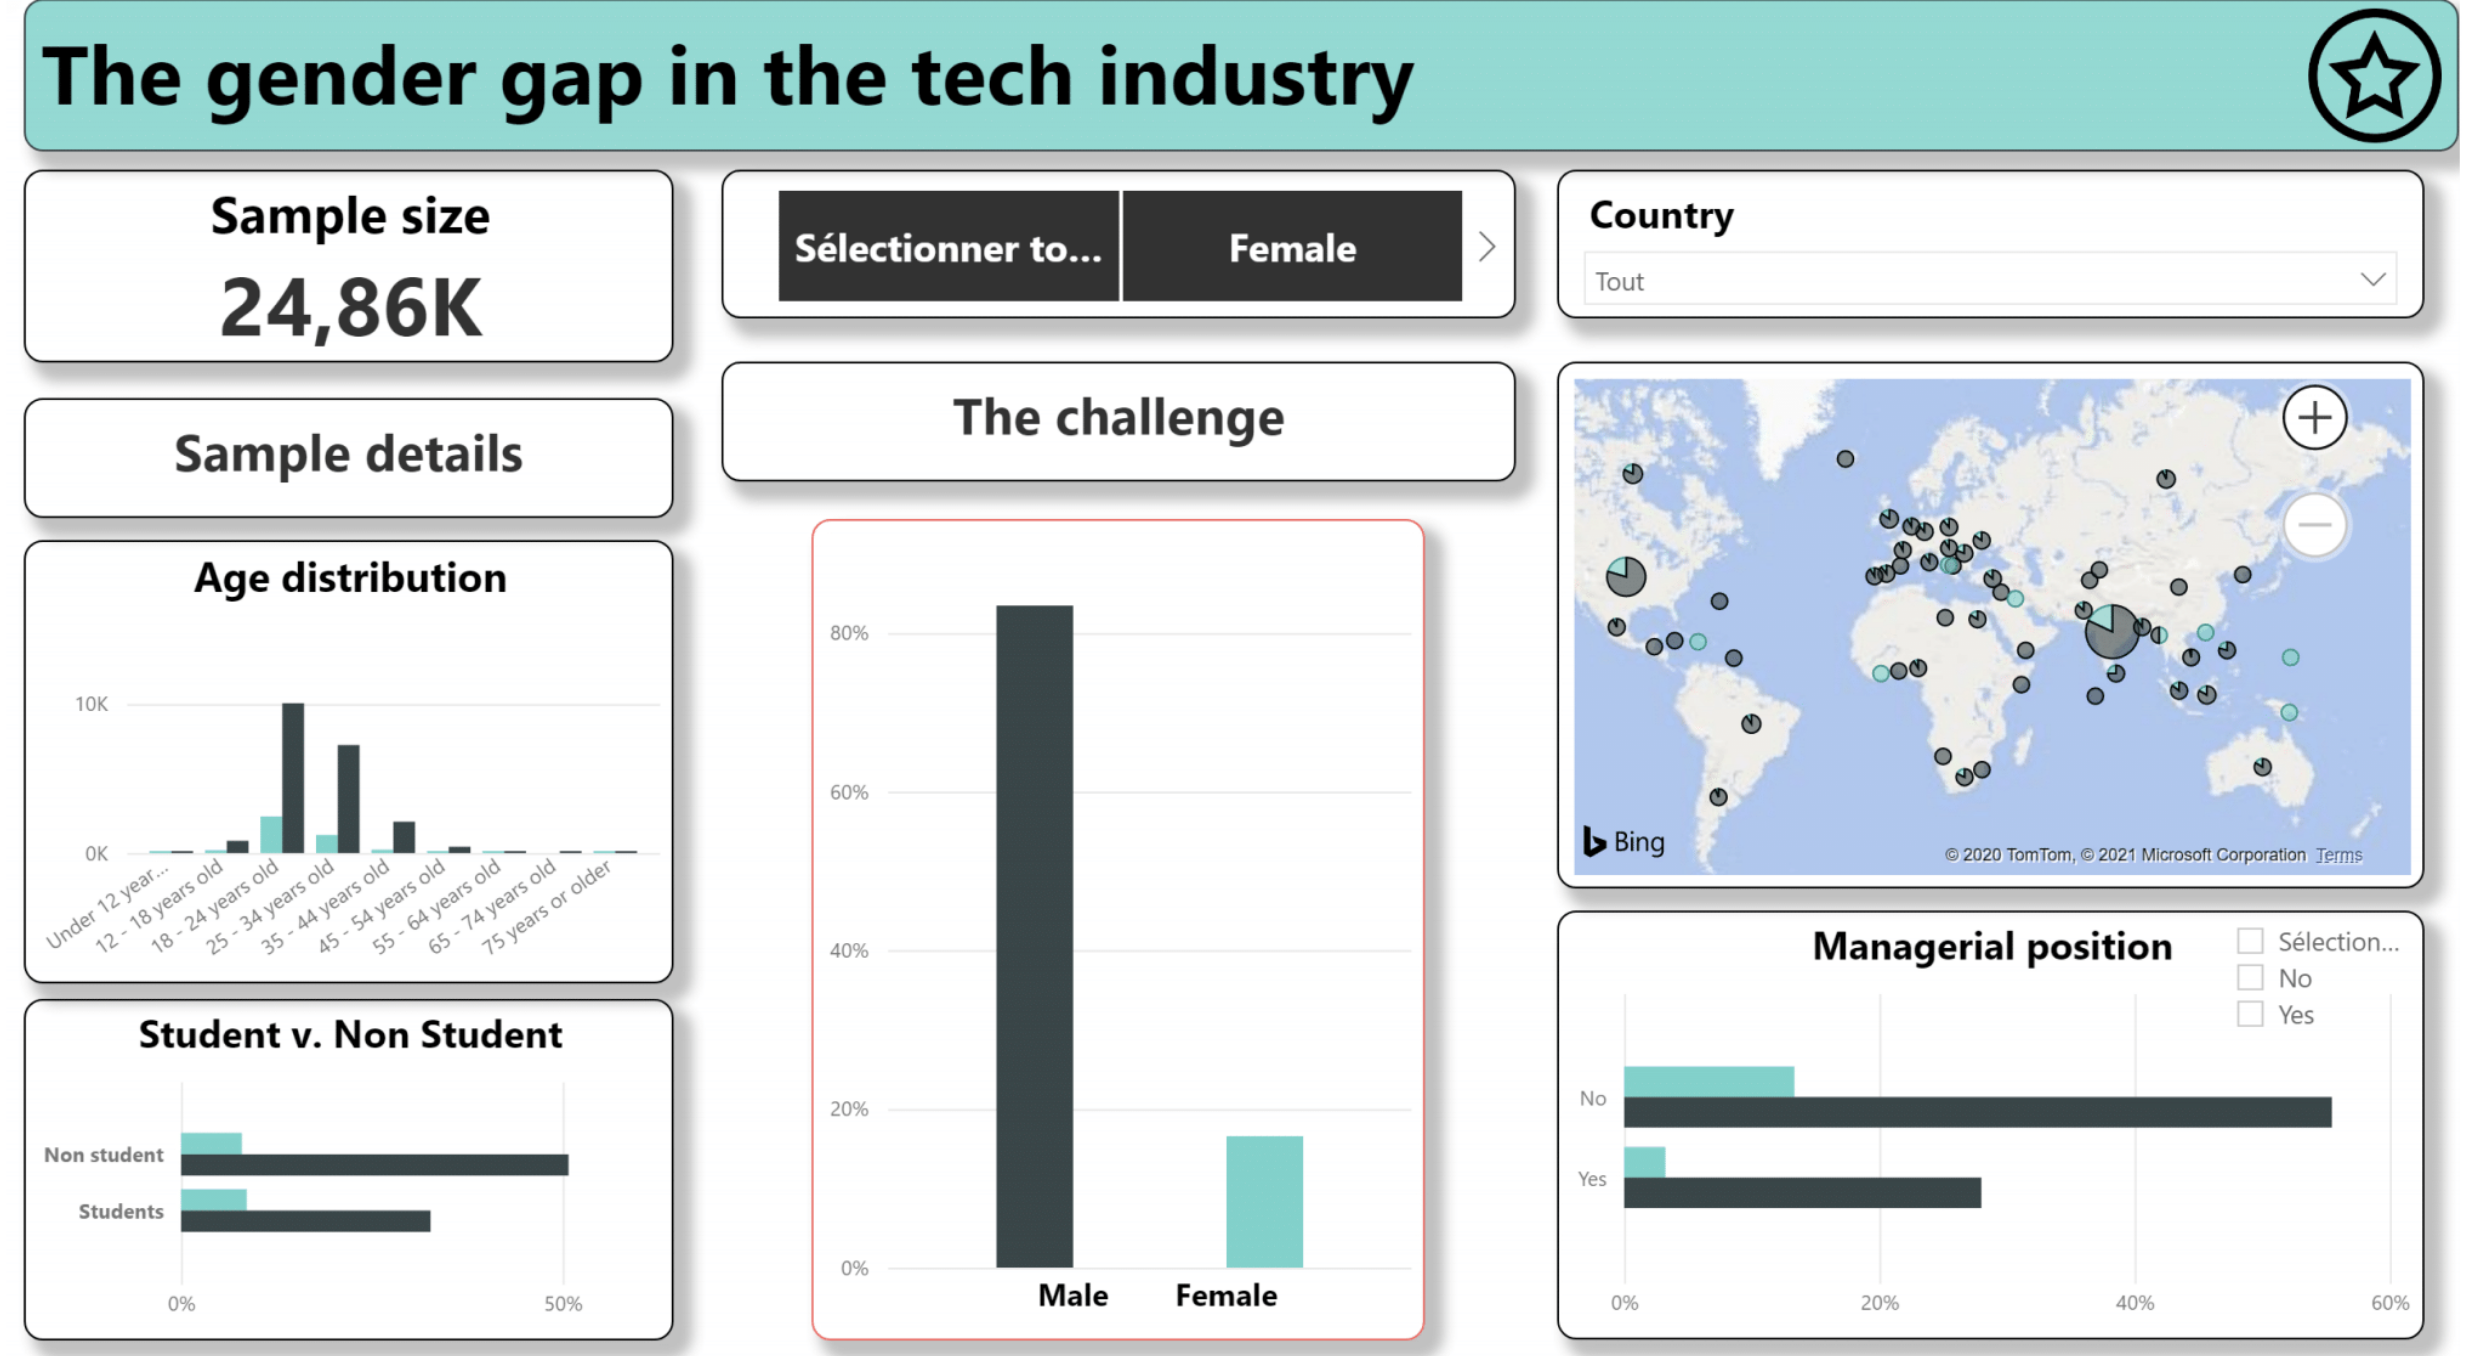 The gender gap in the tech industry
Sample size
24,86K
Sélectionner to...
Female
Country
Tout
Sample details
The challenge
Age distribution
10K
0K
Under 12 year...
12 - 18 years old
18 - 24 years old
25 - 34 years old
35 - 44 years old
45 - 54 years old
55 - 64 years old
65 - 74 years old
75 years or older
Student v. Non Student
Non student
Students
0%
50%
80%
60%
40%
20%
0%
Male
Female
Bing
© 2020 TomTom, © 2021 Microsoft Corporation Terms
Managerial position
Sélection...
No
Yes
No
Yes
0%
20%
40%
60%